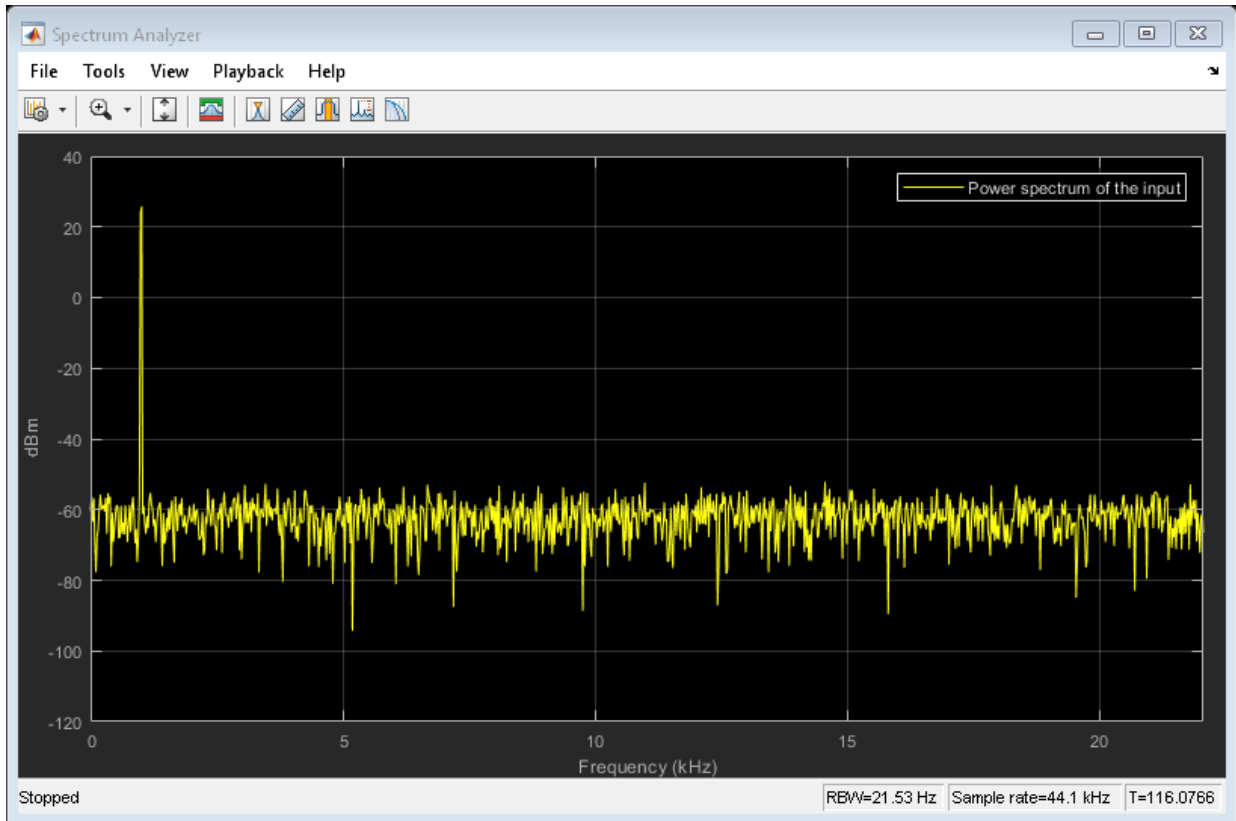 Spectrum Analyzer
File Tools View Playback Help
Power spectrum of the input
40
20
0
-20
-40
-60
-80
-100
-120
dBm
0 5 10 15 20
Frequency (kHz)
Stopped RBW=21.53 Hz Sample rate=44.1 kHz T=116.0766